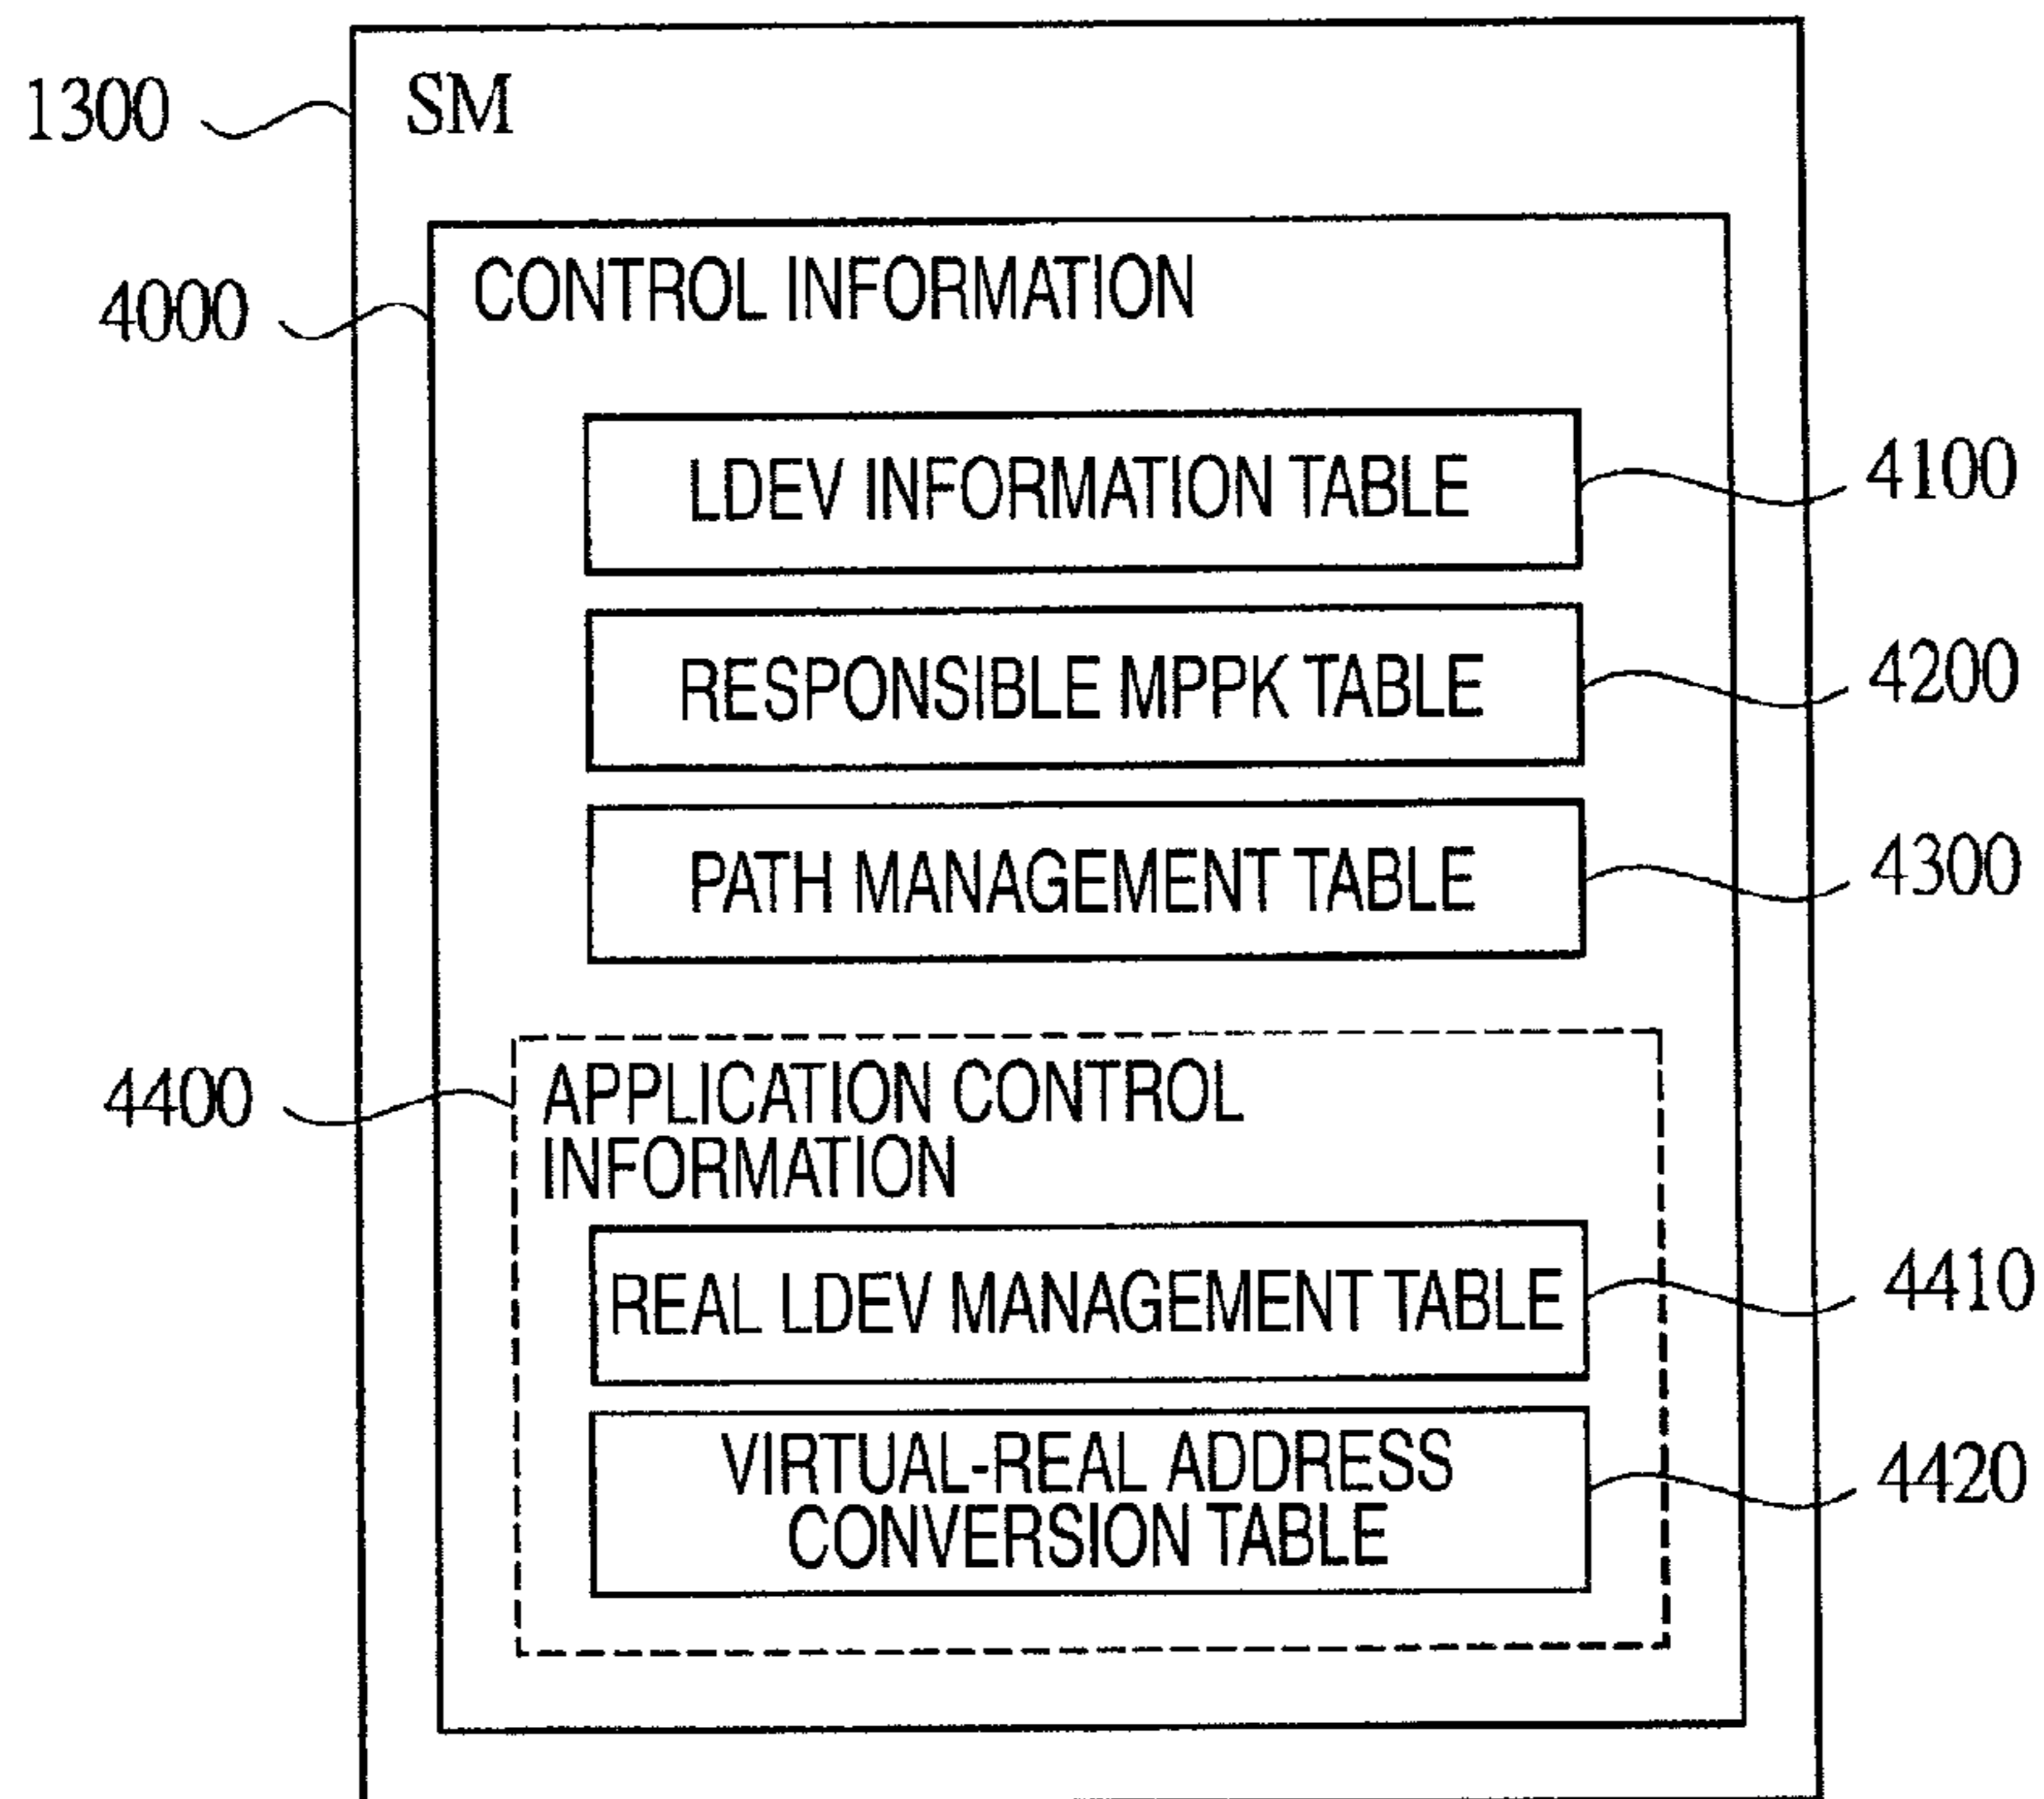 1300
SM
4000
CONTROL INFORMATION
LDEV INFORMATION TABLE
4100
RESPONSIBLE MPPK TABLE
4200
PATH MANAGEMENT TABLE
4300
4400
APPLICATION CONTROL
INFORMATION
REAL LDEV MANAGEMENT TABLE
4410
VIRTUAL-REAL ADDRESS
CONVERSION TABLE
4420